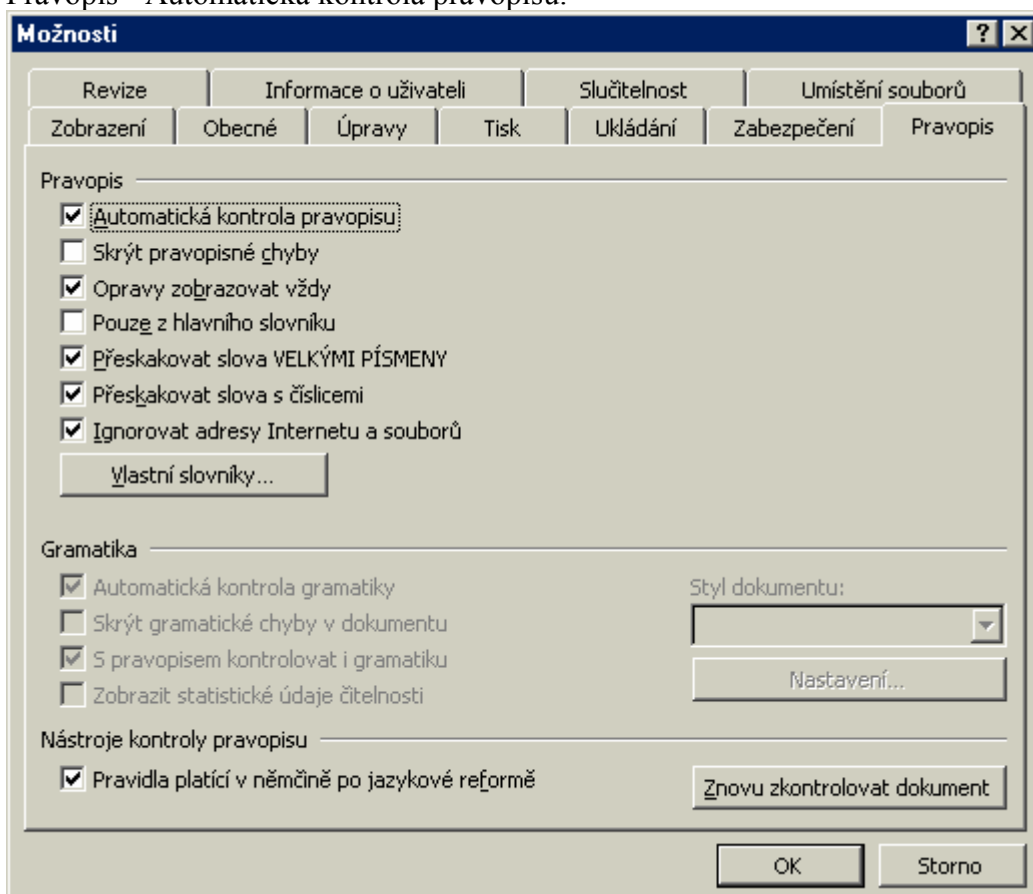 Pravopis - Automatická kontrola pravopisu.
Možnosti
Revize Informace o uživateli Slučitelnost Umístění souborů
Zobrazení Obecné Úpravy Tisk Ukládání Zabezpečení Pravopis
Pravopis
Automatická kontrola pravopisu
Skrýt pravopisné chyby
Opravy zobrazovat vždy
Pouze z hlavního slovníku
Přeskakovat slova VELKÝMI PÍSMENY
Přeskakovat slova s číslicemi
Ignorovat adresy Internetu a souborů
Vlastní slovníky...
Gramatika
Automatická kontrola gramatiky Styl dokumentu:
Skrýt gramatické chyby v dokumentu
S pravopisem kontrolovat i gramatiku
Nastavení...
Zobrazit statistické údaje čitelnosti
Nástroje kontroly pravopisu
Pravidla platící v němčině po jazykové reformě
Znovu zkontrolovat dokument
OK Storno